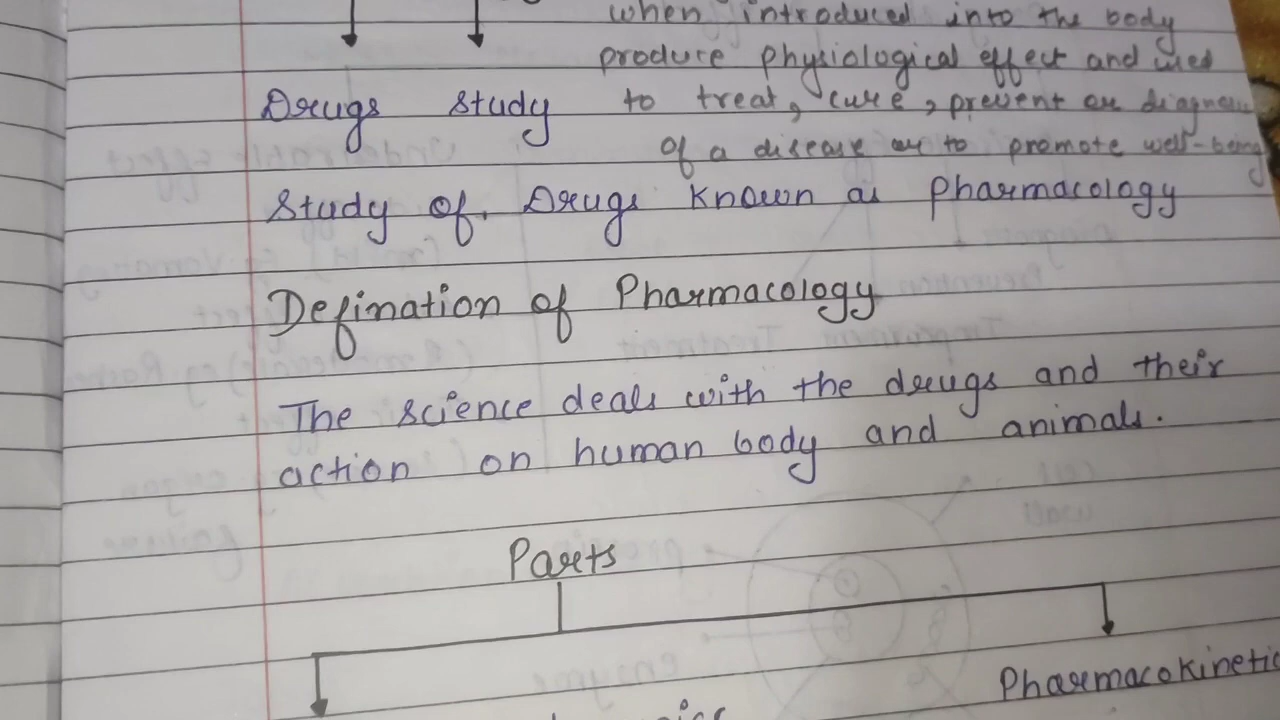 when introduced into the body
produce physiological effect and used
Drugs study to treat, cure, prevent or diagnosis
of a disease or to promote well-being
Study of Drugs known as Pharmacology
Defination of Pharmacology
The science deals with the drugs and their
action on human body and animals.
Parts
Pharmacokinetic